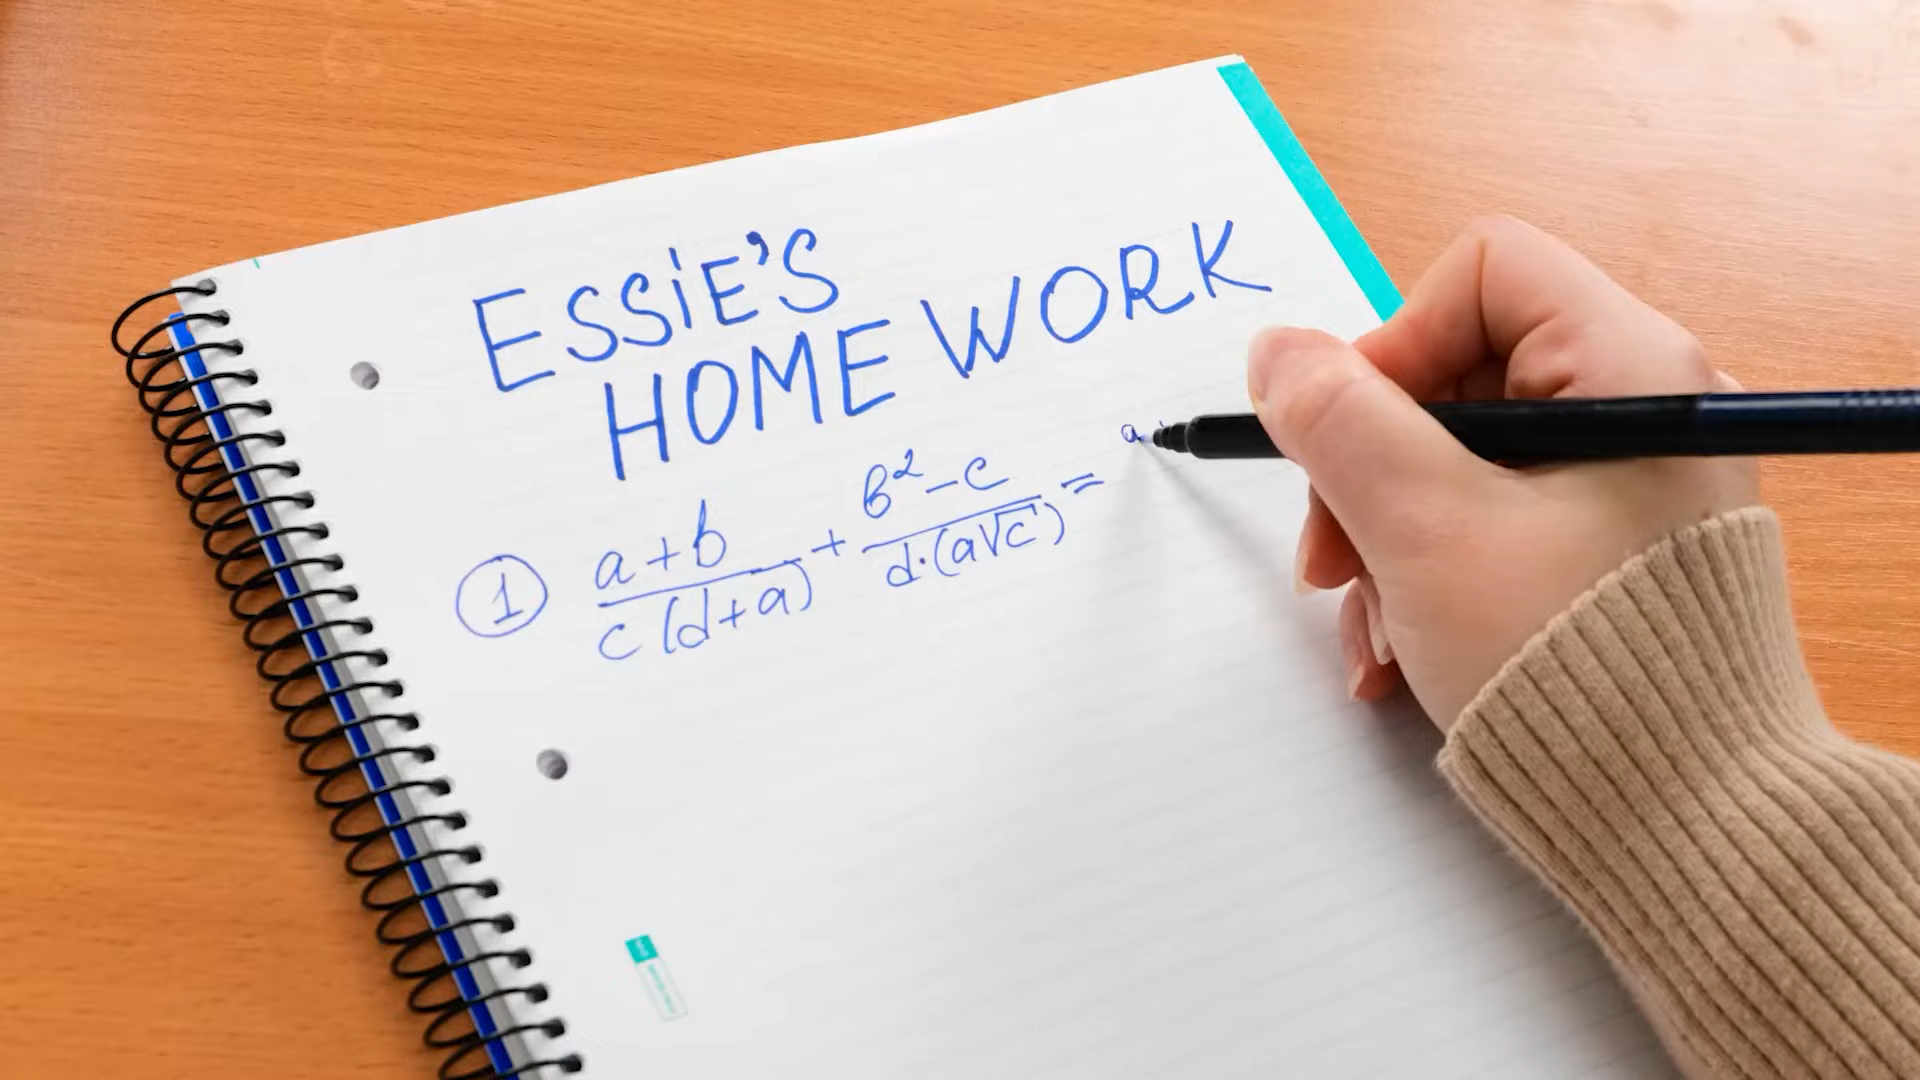 ESSiE'S
HOME WORK
① (a+b)/(c(d+a)) + (b²-c)/(d·(a√c)) = a